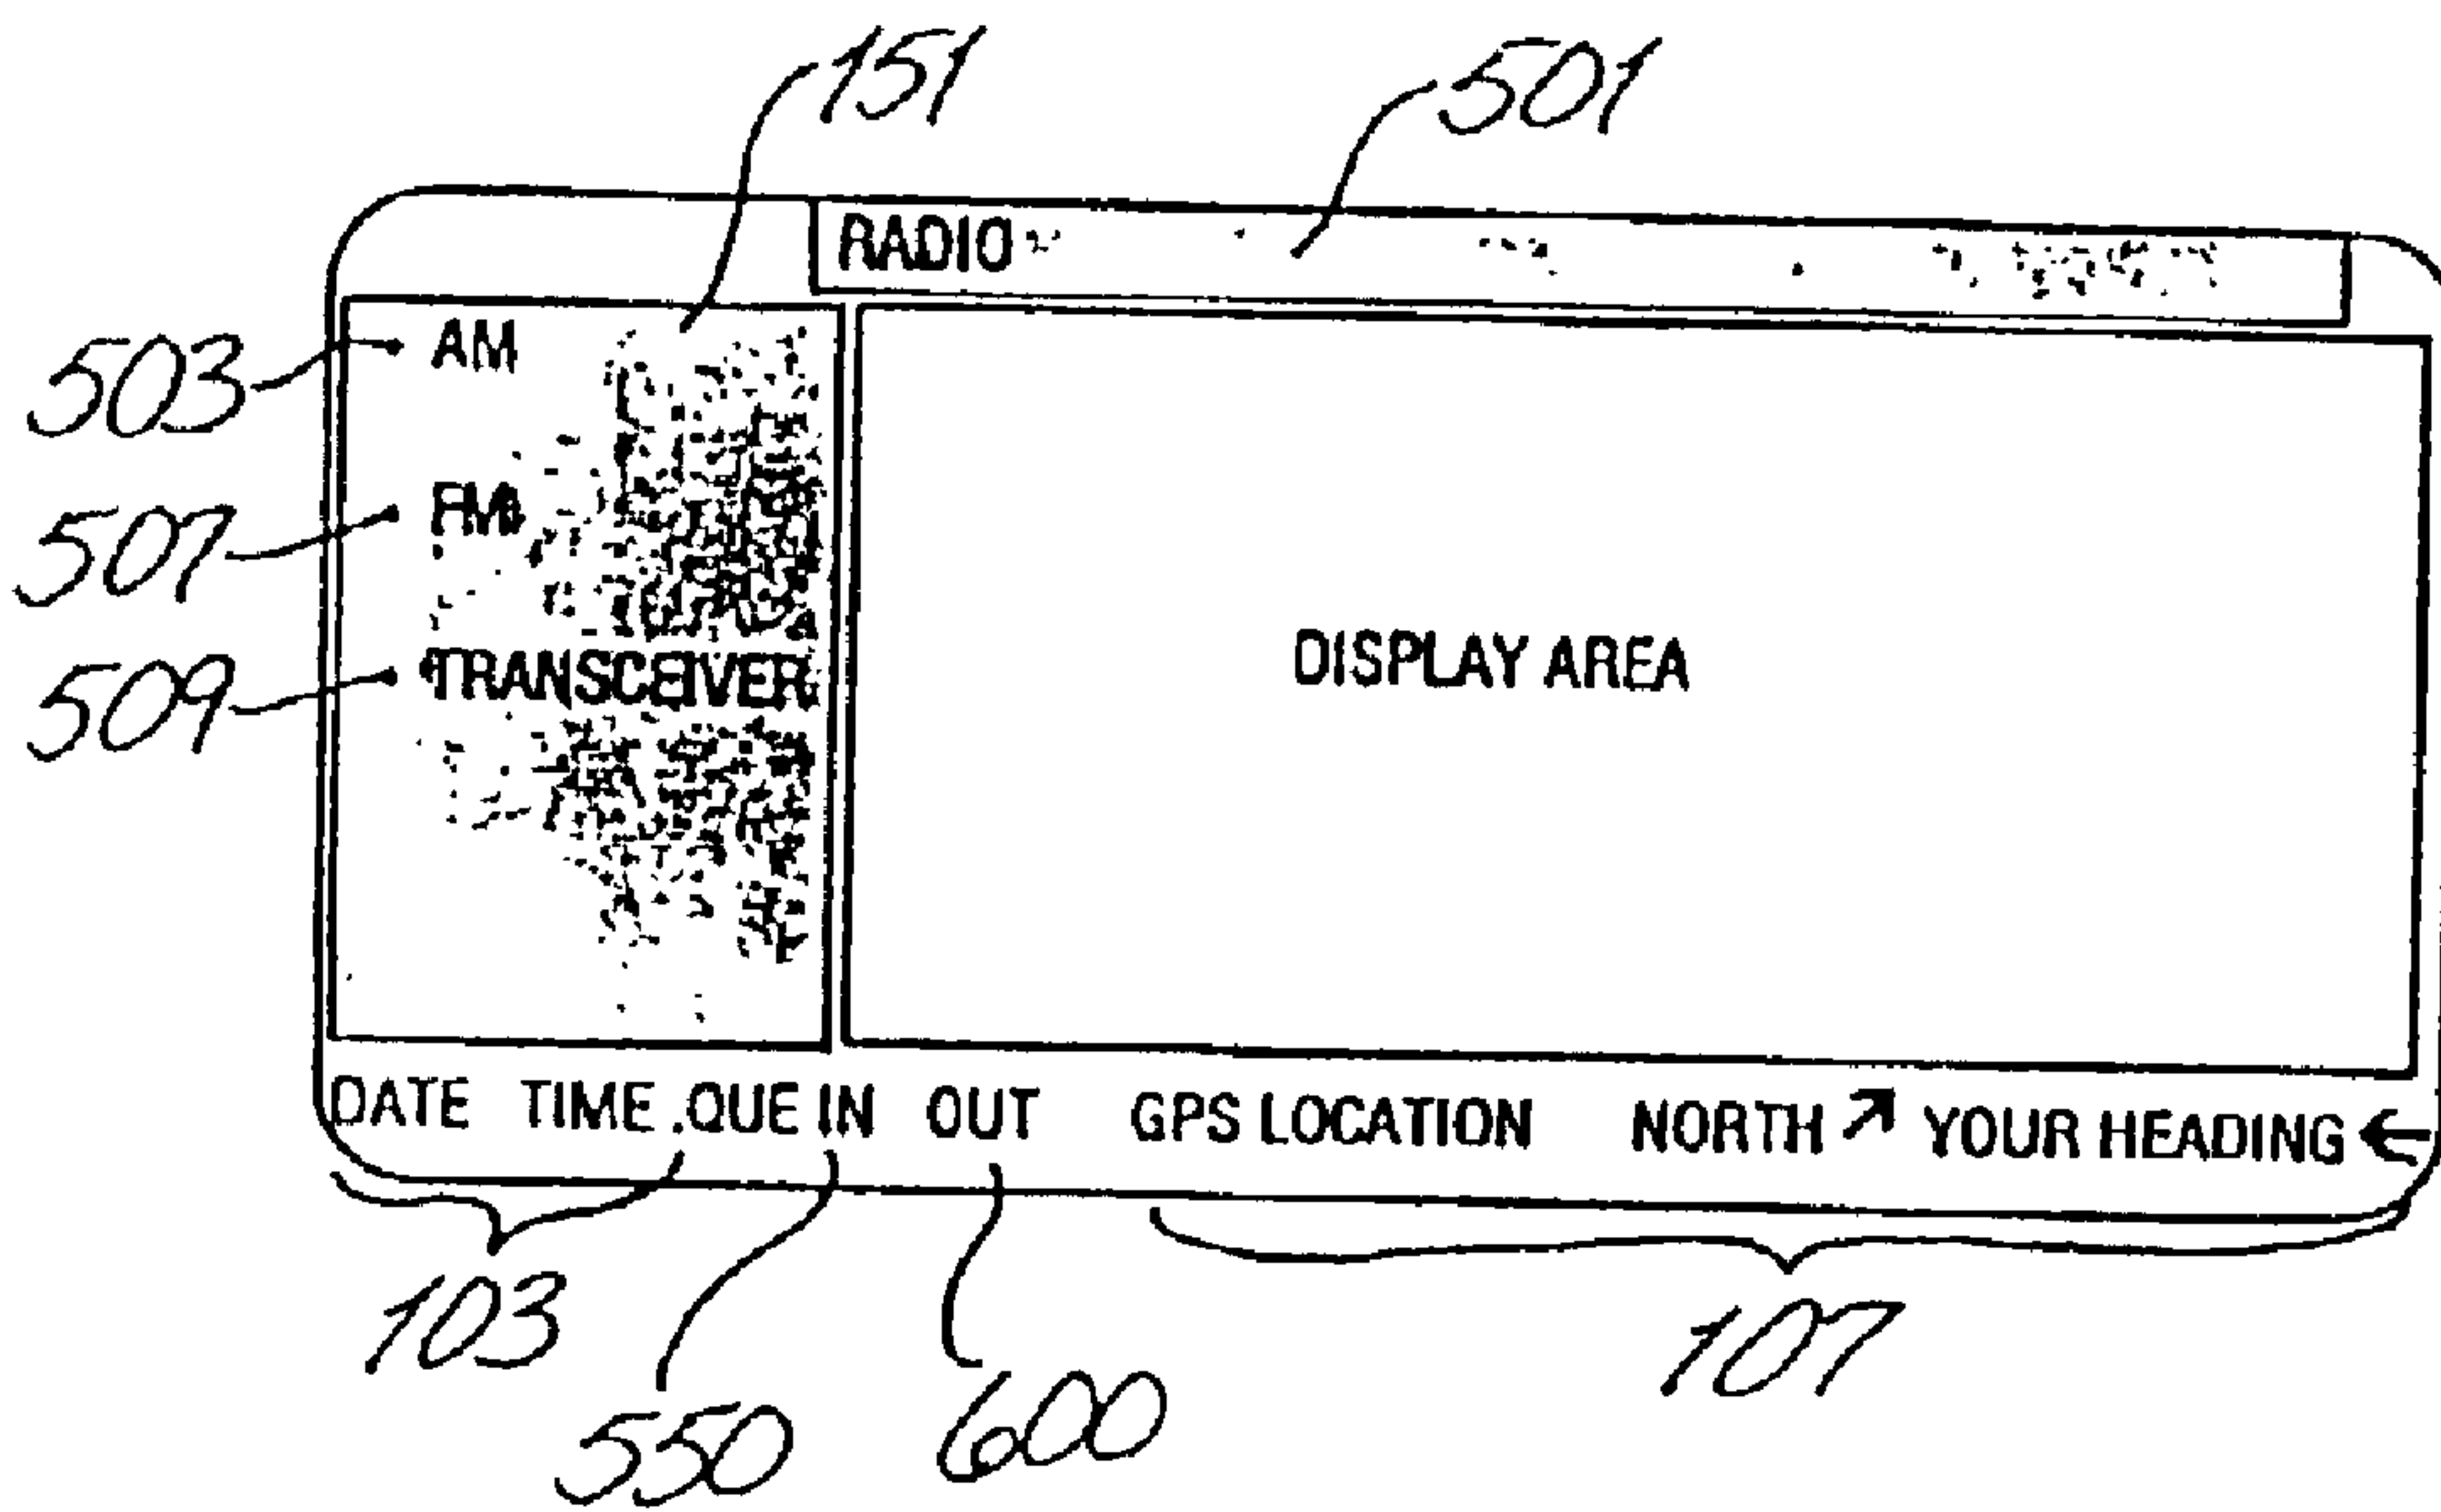 151 501
RADIO
503 AM
507 FM
509 TRANSCEIVER
DISPLAY AREA
DATE TIME .QUE IN OUT GPS LOCATION NORTH ↗ YOUR HEADING ←
103 550 600 107